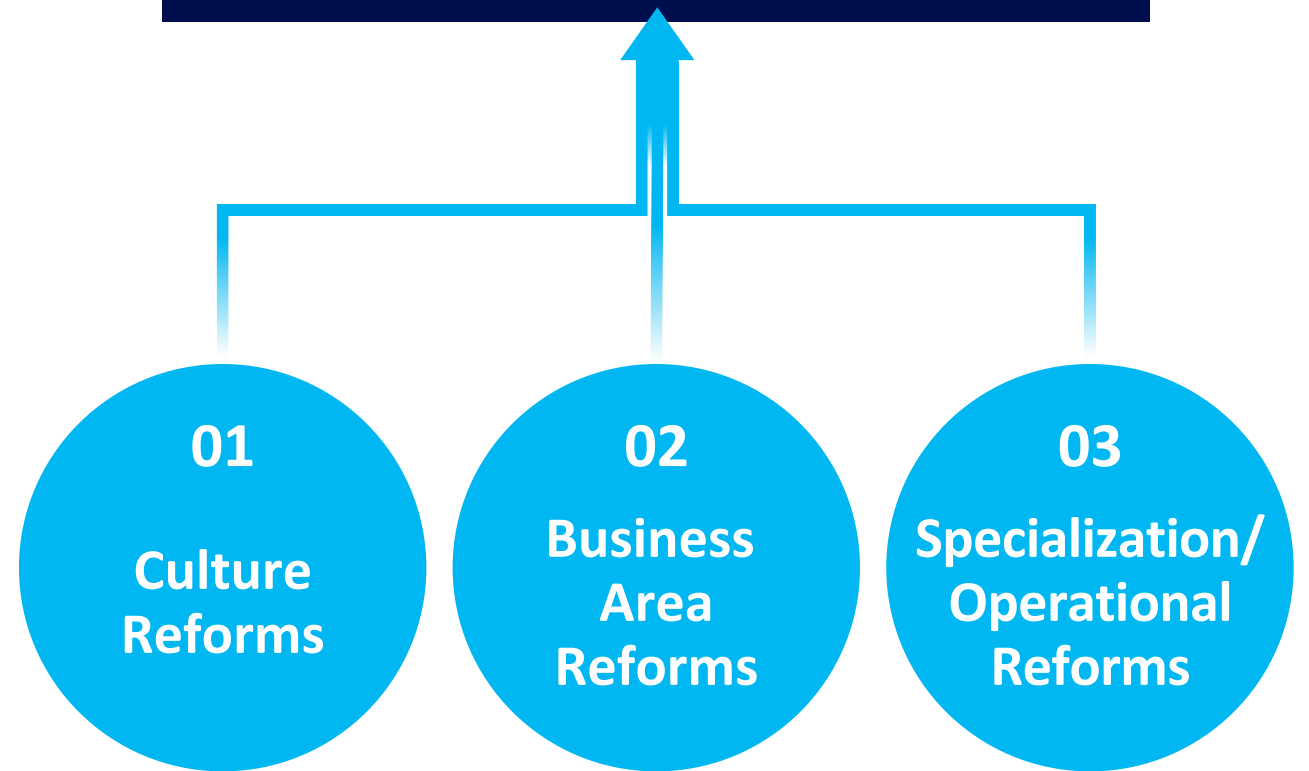 01
Culture
Reforms
02
Business
Area
Reforms
03
Specialization/
Operational
Reforms